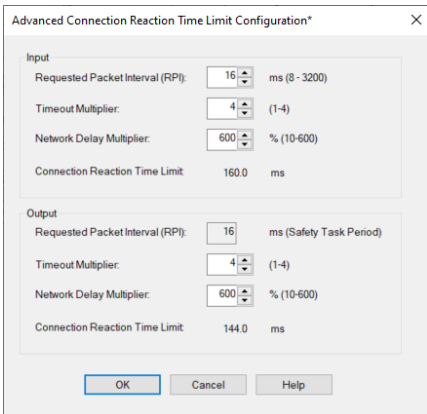 Advanced Connection Reaction Time Limit Configuration*
Input
Requested Packet Interval (RPI): 16 ms (8 - 3200)
Timeout Multiplier: 4 (1-4)
Network Delay Multiplier: 600 % (10-600)
Connection Reaction Time Limit: 160.0 ms
Output
Requested Packet Interval (RPI): 16 ms (Safety Task Period)
Timeout Multiplier: 4 (1-4)
Network Delay Multiplier: 600 % (10-600)
Connection Reaction Time Limit: 144.0 ms
OK Cancel Help